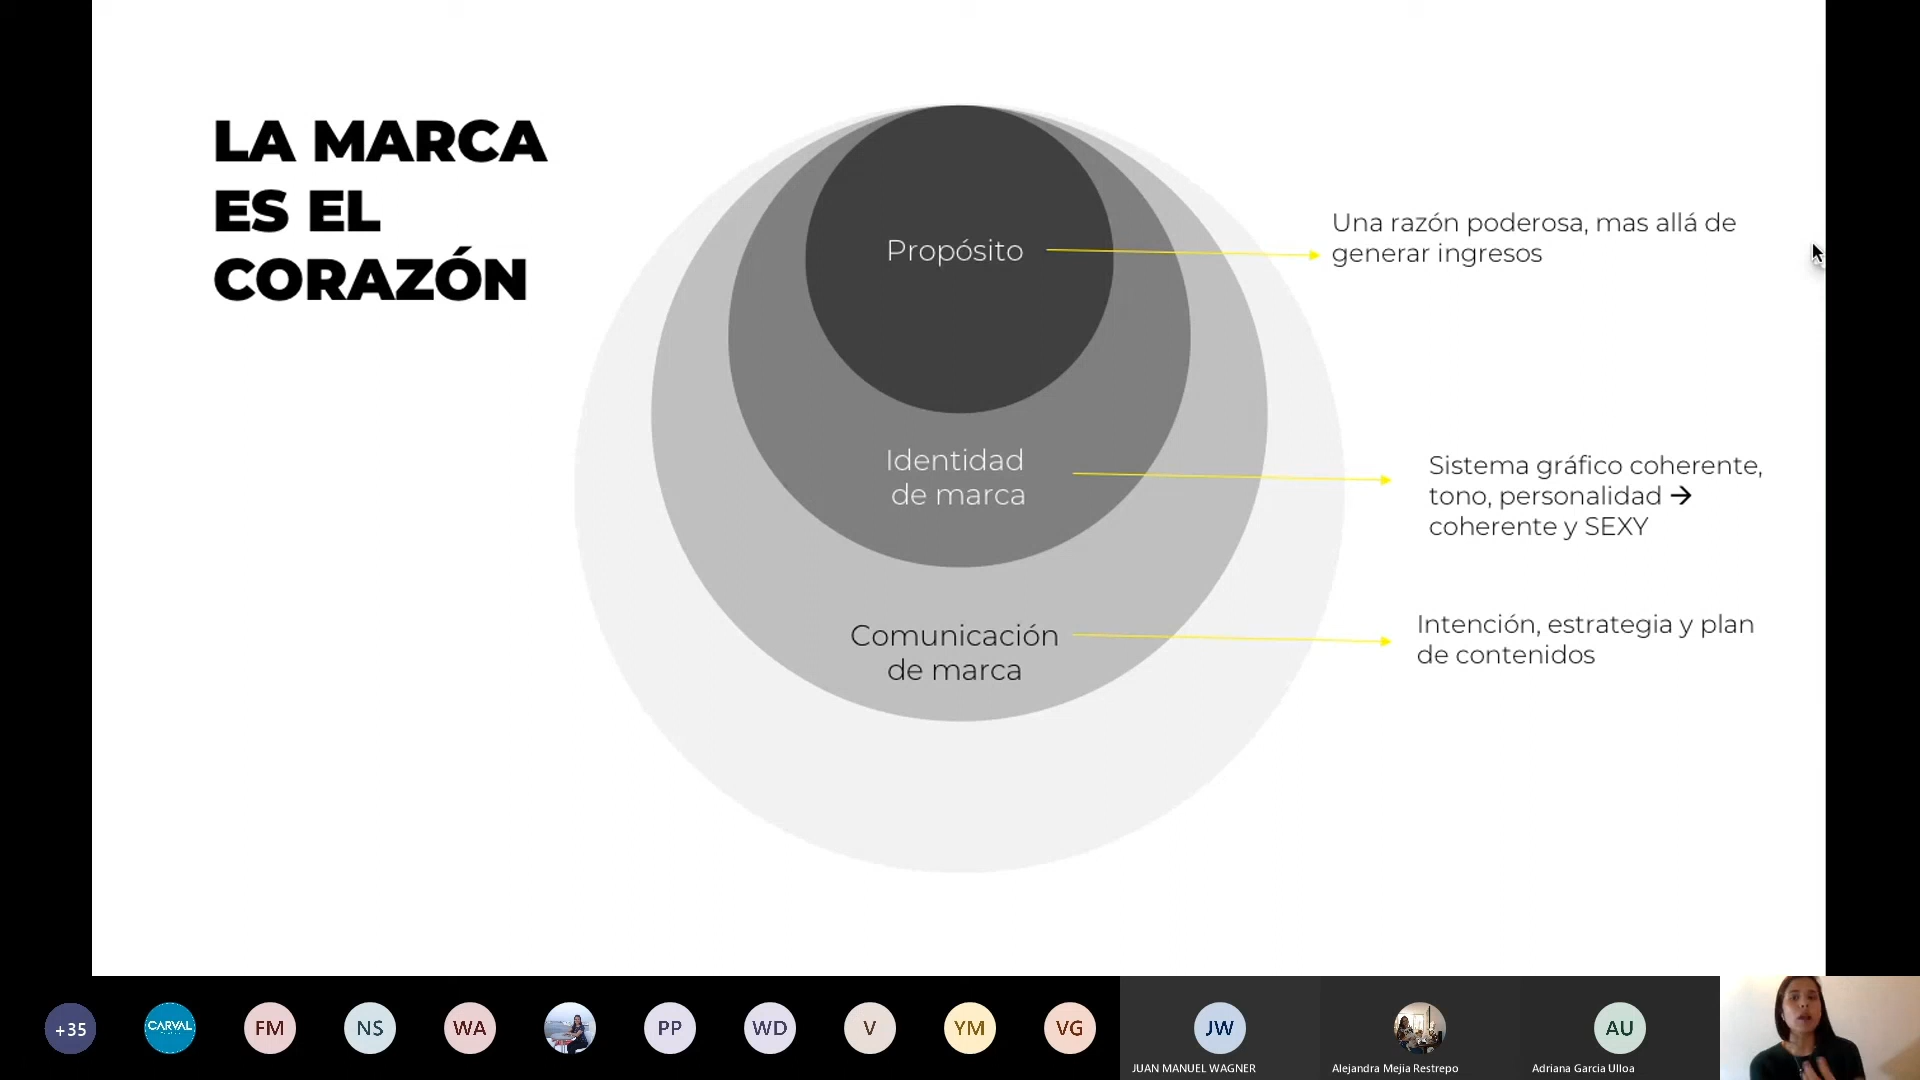 LA MARCA
ES EL
CORAZÓN
Propósito
Una razón poderosa, mas allá de
generar ingresos
Identidad
de marca
Sistema gráfico coherente,
tono, personalidad →
coherente y SEXY
Comunicación
de marca
Intención, estrategia y plan
de contenidos
+35
CARVAL
FM
NS
WA
PP
WD
V
YM
VG
JW
JUAN MANUEL WAGNER
Alejandra Mejia Restrepo
AU
Adriana Garcia Ulloa